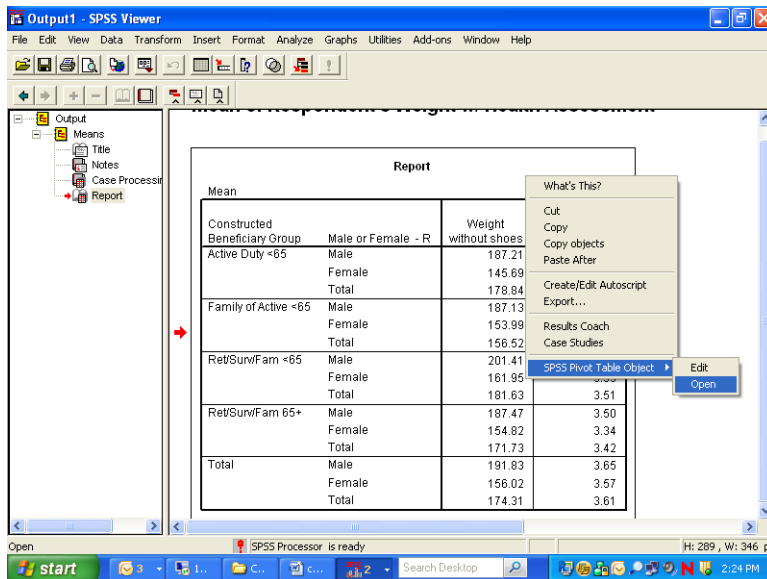 Output1 - SPSS Viewer
File Edit View Data Transform Insert Format Analyze Graphs Utilities Add-ons Window Help
Output
Means
Title
Notes
Case Processir
Report
Report
Mean
Constructed Beneficiary Group Male or Female - R Weight without shoes
Active Duty <65 Male 187.21
Female 145.69
Total 178.84
Family of Active <65 Male 187.13
Female 153.99
Total 156.52
Ret/Surv/Fam <65 Male 201.41
Female 161.95
Total 181.63 3.51
Ret/Surv/Fam 65+ Male 187.47 3.50
Female 154.82 3.34
Total 171.73 3.42
Total Male 191.83 3.65
Female 156.02 3.57
Total 174.31 3.61
What's This?
Cut
Copy
Copy objects
Paste After
Create/Edit Autoscript
Export...
Results Coach
Case Studies
SPSS Pivot Table Object
Edit
Open
Open SPSS Processor is ready H: 289 , W: 346 p
start 3 1.. C.. c... 2 Search Desktop N 2:24 PM